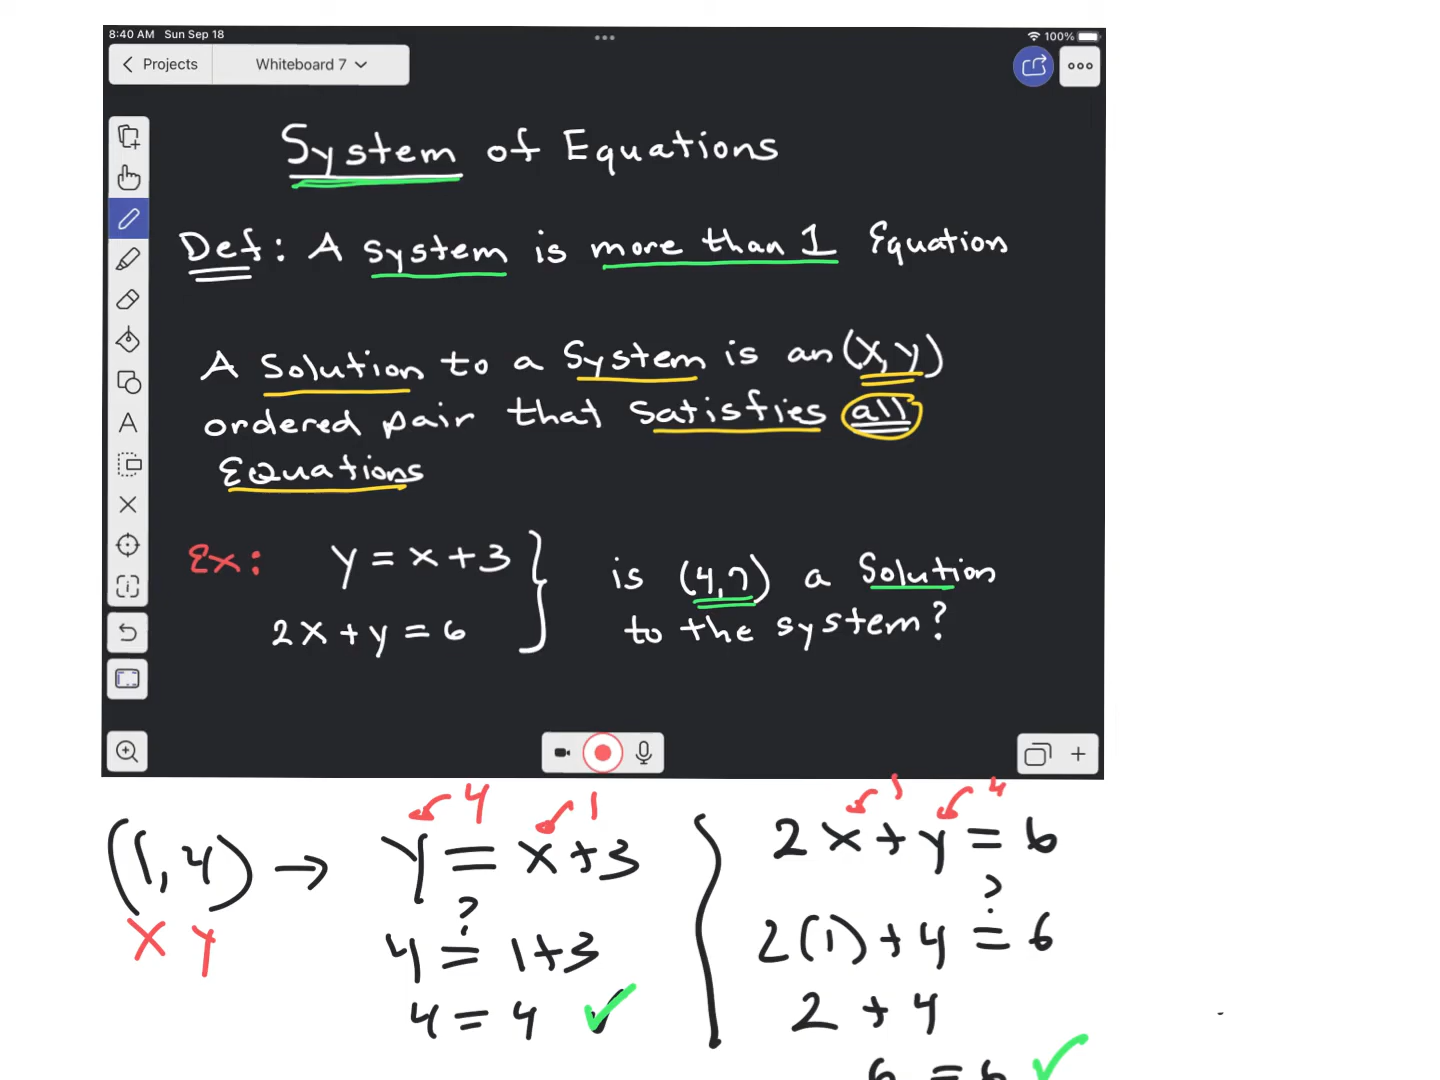 8:40 AM Sun Sep 18
100%
Projects
Whiteboard 7
System of Equations
Def: A system is more than 1 Equation
A Solution to a System is an (x, y)
ordered pair that satisfies all
Equations
Ex: y = x + 3
2x + y = 6
is (4,7) a Solution
to the system?
4 1 1 4
(1, 4) → y = x + 3 2x + y = 6
x y
4 ≟ 1 + 3 2(1) + 4 ≟ 6
4 = 4 ✓ 2 + 4
6 = 6 ✓